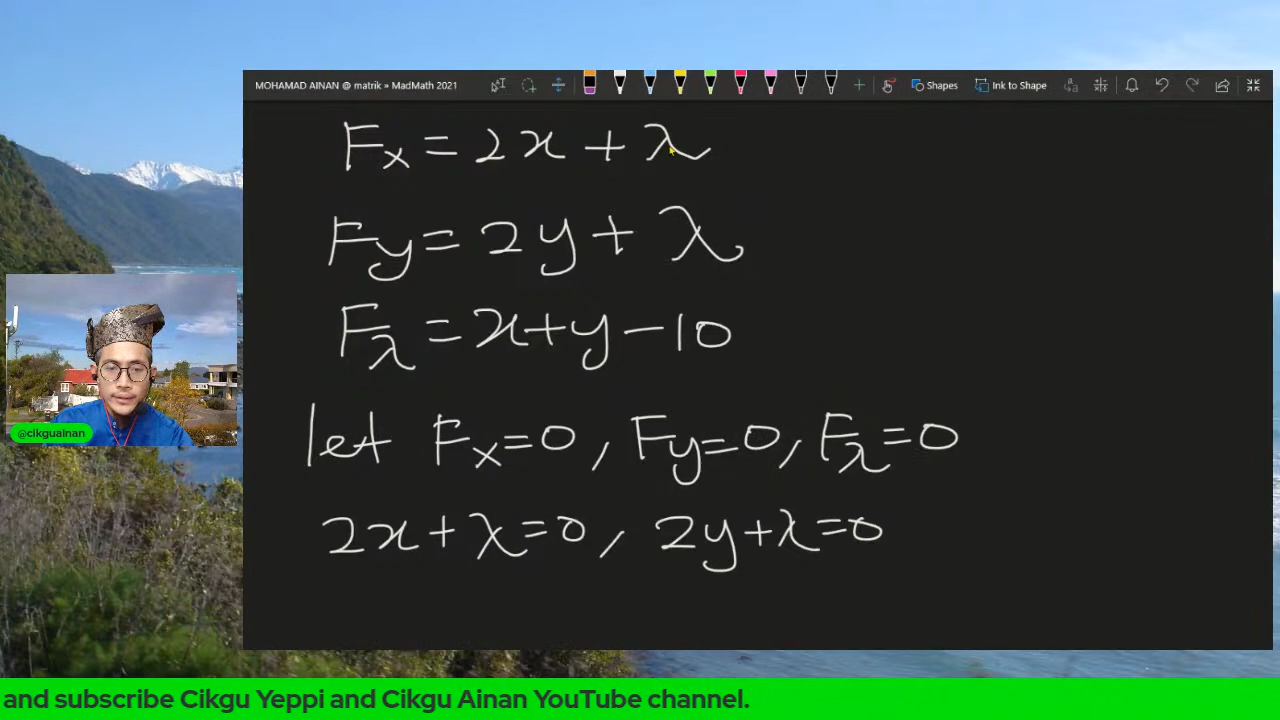 MOHAMAD AINAN @ matrik » MadMath 2021
Shapes
Ink to Shape
Fx = 2x + λ
Fy = 2y + λ
Fλ = x + y − 10
let Fx = 0, Fy = 0, Fλ = 0
2x + λ = 0, 2y + λ = 0
@cikguainan
and subscribe Cikgu Yeppi and Cikgu Ainan YouTube channel.